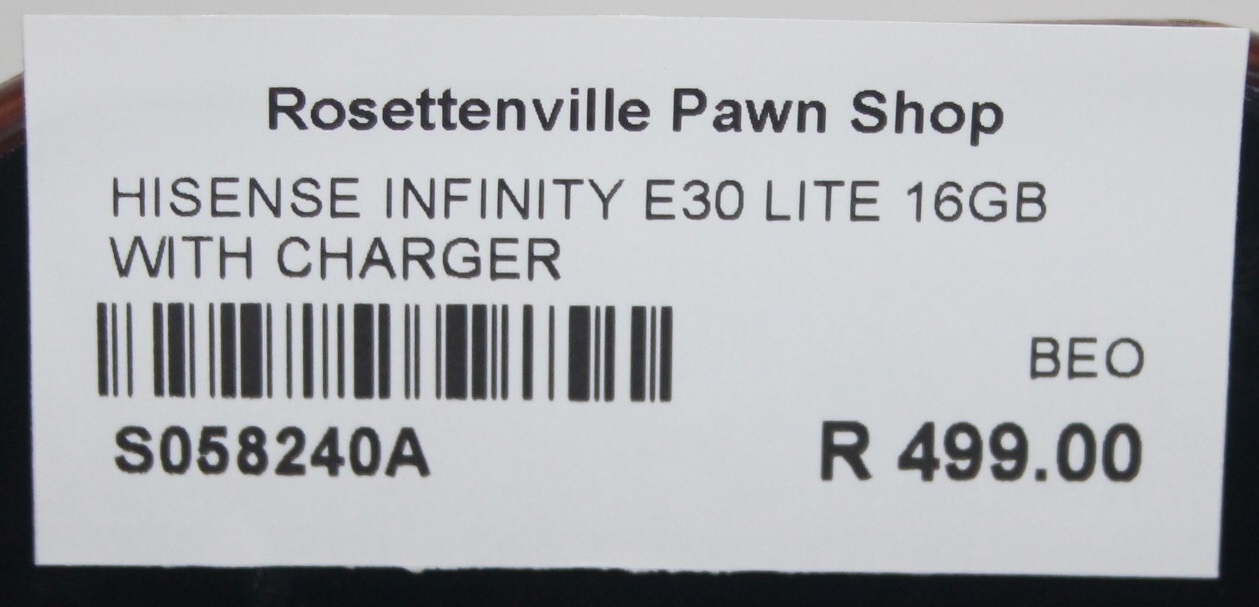 Rosettenville Pawn Shop
HISENSE INFINITY E30 LITE 16GB
WITH CHARGER
BEO
S058240A
R 499.00